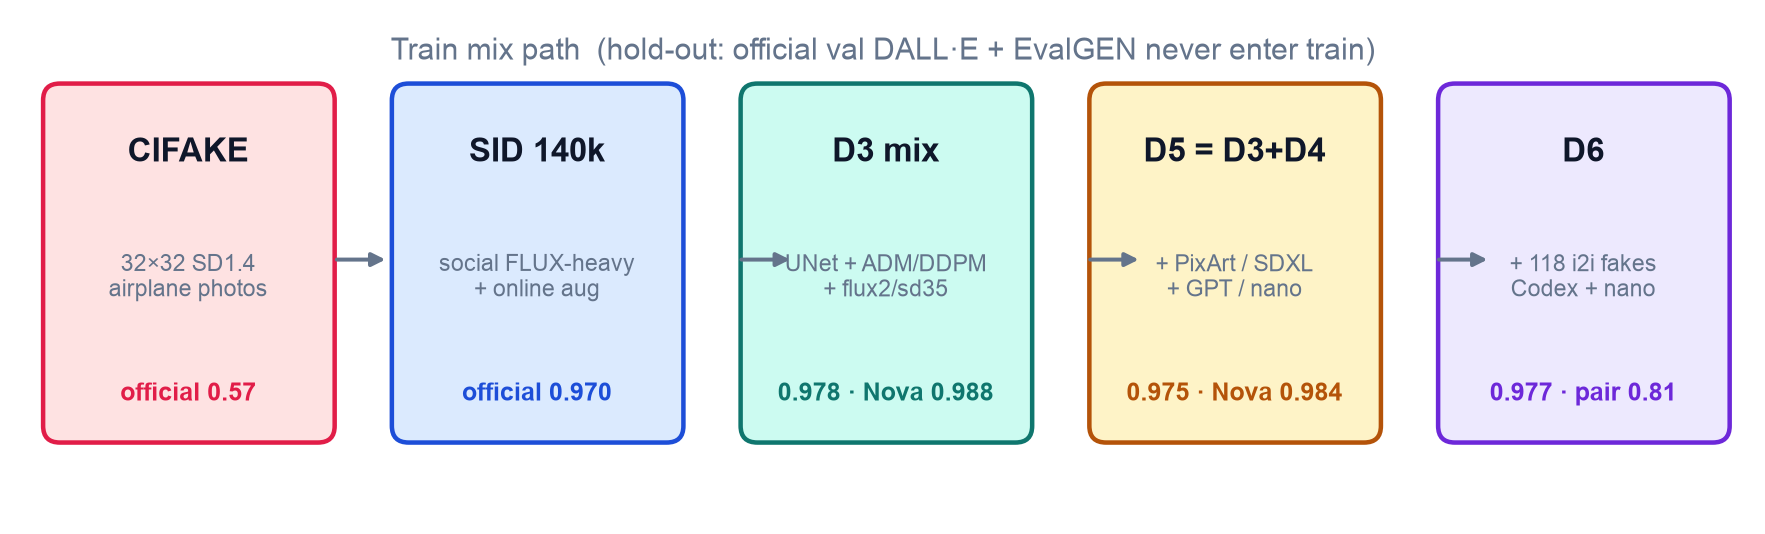 Train mix path  (hold-out: official val DALL·E + EvalGEN never enter train)
CIFAKE
32×32 SD1.4
airplane photos
official 0.57
SID 140k
social FLUX-heavy
+ online aug
official 0.970
D3 mix
UNet + ADM/DDPM
+ flux2/sd35
0.978 · Nova 0.988
D5 = D3+D4
+ PixArt / SDXL
+ GPT / nano
0.975 · Nova 0.984
D6
+ 118 i2i fakes
Codex + nano
0.977 · pair 0.81